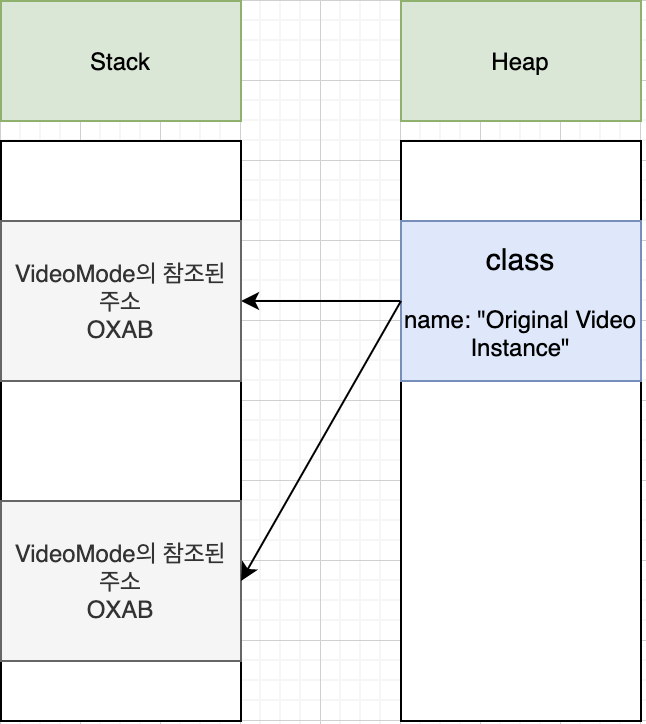 Stack
Heap
VideoMode의 참조된
주소
OXAB
class
name: "Original Video
Instance"
VideoMode의 참조된
주소
OXAB